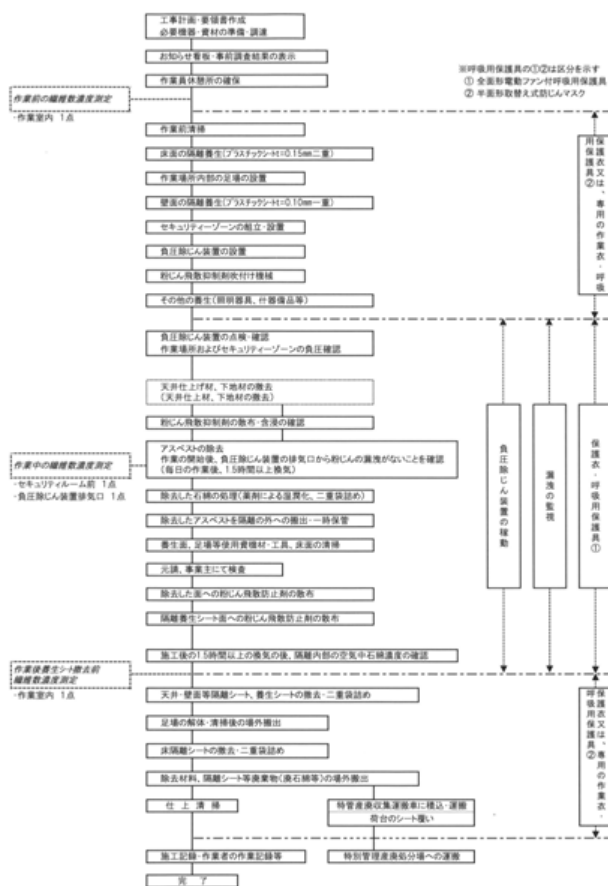 工事計画・要領書作成
必要機器・資材の準備・調達
お知らせ看板・事前調査結果の表示
作業員休憩所の確保
※呼吸用保護具の①②は区分を示す
① 全面形電動ファン付呼吸用保護具
② 半面形取替え式防じんマスク
作業前の繊維数濃度測定
・作業室内 1点
作業前清掃
床面の隔離養生(プラスチックシートt=0.15mm二重)
作業場所内部の足場の設置
壁面の隔離養生(プラスチックシートt=0.10mm一重)
セキュリティーゾーンの組立・設置
負圧除じん装置の設置
粉じん飛散抑制剤吹付け機械
その他の養生(照明器具、什器備品等)
保護衣又は、専用の作業衣・呼吸
用保護具②
負圧除じん装置の点検・確認
作業場所およびセキュリティーゾーンの負圧確認
天井仕上げ材、下地材の撤去
(天井仕上材、下地材の撤去)
粉じん飛散抑制剤の散布・含浸の確認
アスベストの除去
作業の開始後、負圧除じん装置の排気口から粉じんの漏洩がないことを確認
(毎日の作業後、1.5時間以上換気)
作業中の繊維数濃度測定
・セキュリティルーム前 1点
・負圧除じん装置排気口 1点
除去した石綿の処理(薬剤による湿潤化、二重袋詰め)
除去したアスベストを隔離の外への搬出・一時保管
養生面、足場等使用資機材・工具、床面の清掃
元請、事業主にて検査
除去した面への粉じん飛散防止剤の散布
隔離養生シート面への粉じん飛散防止剤の散布
施工後の1.5時間以上の換気の後、隔離内部の空気中石綿濃度の確認
負圧除じん装置の稼動
漏洩の監視
保護衣・呼吸用保護具①
作業後養生シート撤去前
繊維数濃度測定
・作業室内 1点
天井・壁面等隔離シート、養生シートの撤去・二重袋詰め
足場の解体・清掃後の場外搬出
床隔離シートの撤去・二重袋詰め
除去材料、隔離シート等廃棄物(廃石綿等)の場外搬出
仕上清掃
特管産廃収集運搬車に積込・運搬
荷台のシート覆い
保護衣又は、専用の作業衣・
呼吸用保護具②
施工記録・作業者の作業記録等
特別管理産廃処分場への運搬
完了